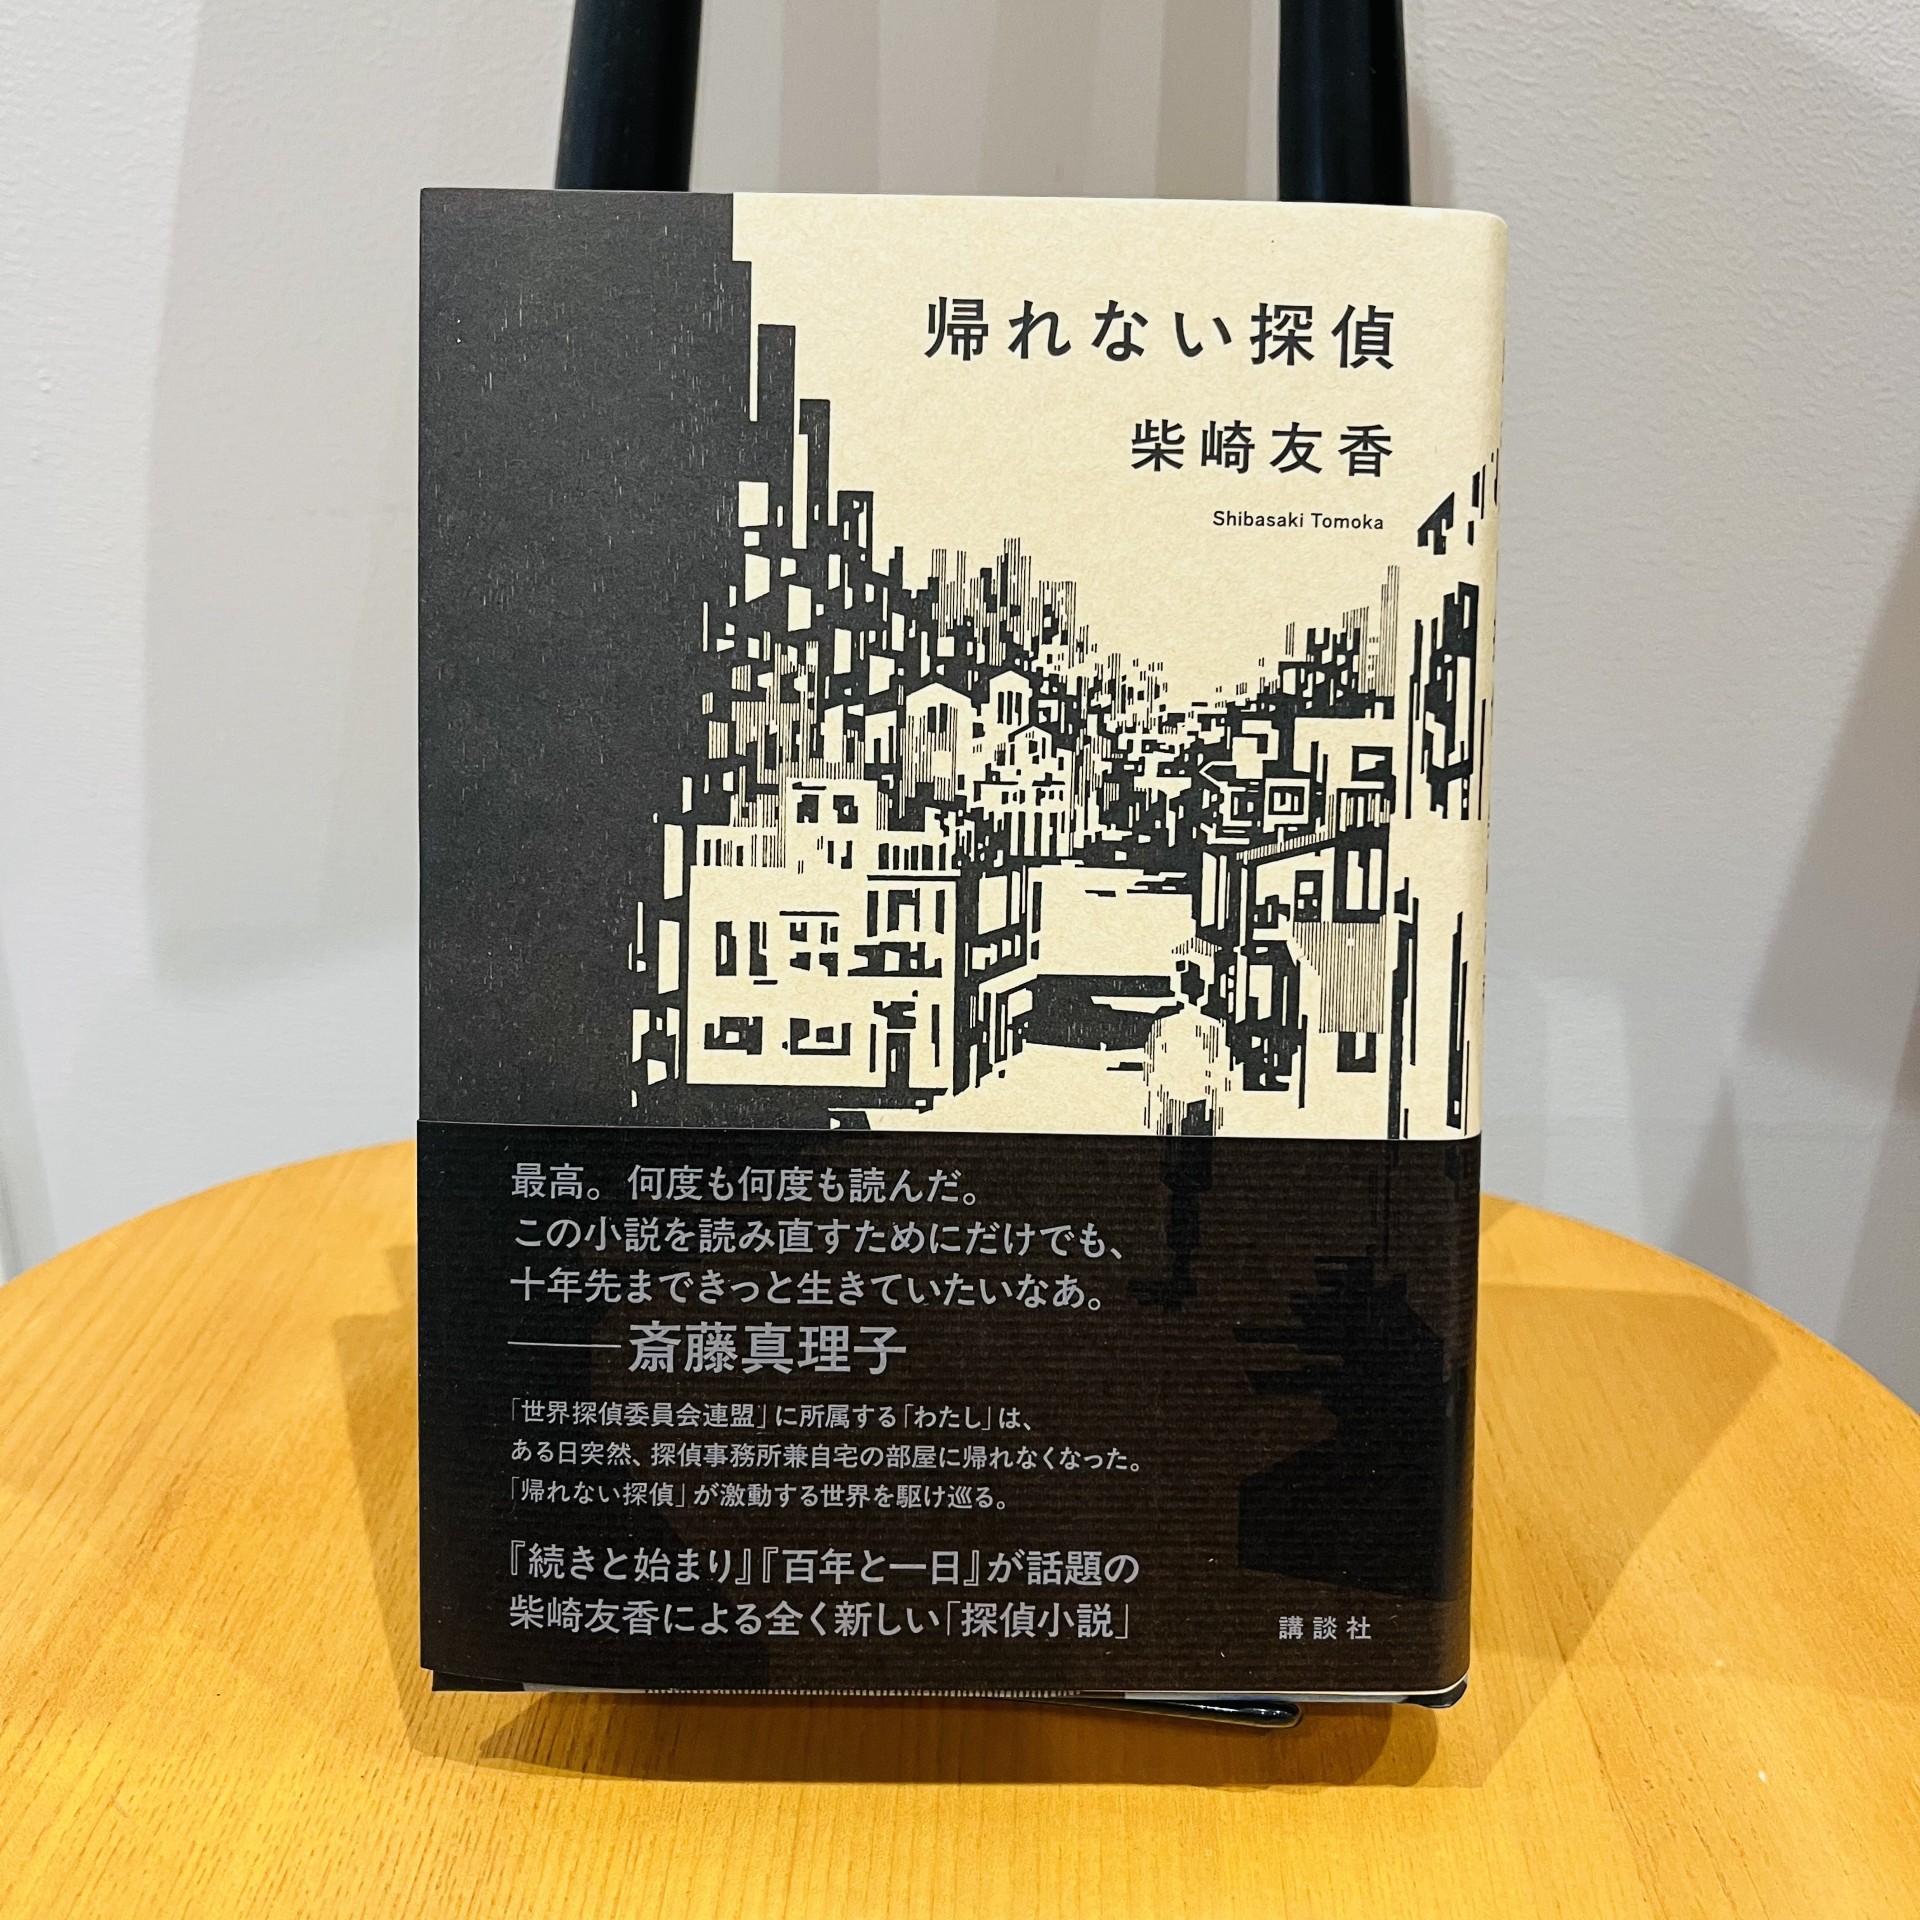 帰れない探偵
柴崎友香
Shibasaki Tomoka
最高。何度も何度も読んだ。
この小説を読み直すためにだけでも、
十年先まできっと生きていたいなあ。
――斎藤真理子
「世界探偵委員会連盟」に所属する「わたし」は、
ある日突然、探偵事務所兼自宅の部屋に帰れなくなった。
「帰れない探偵」が激動する世界を駆け巡る。
『続きと始まり』『百年と一日』が話題の
柴崎友香による全く新しい「探偵小説」
講談社